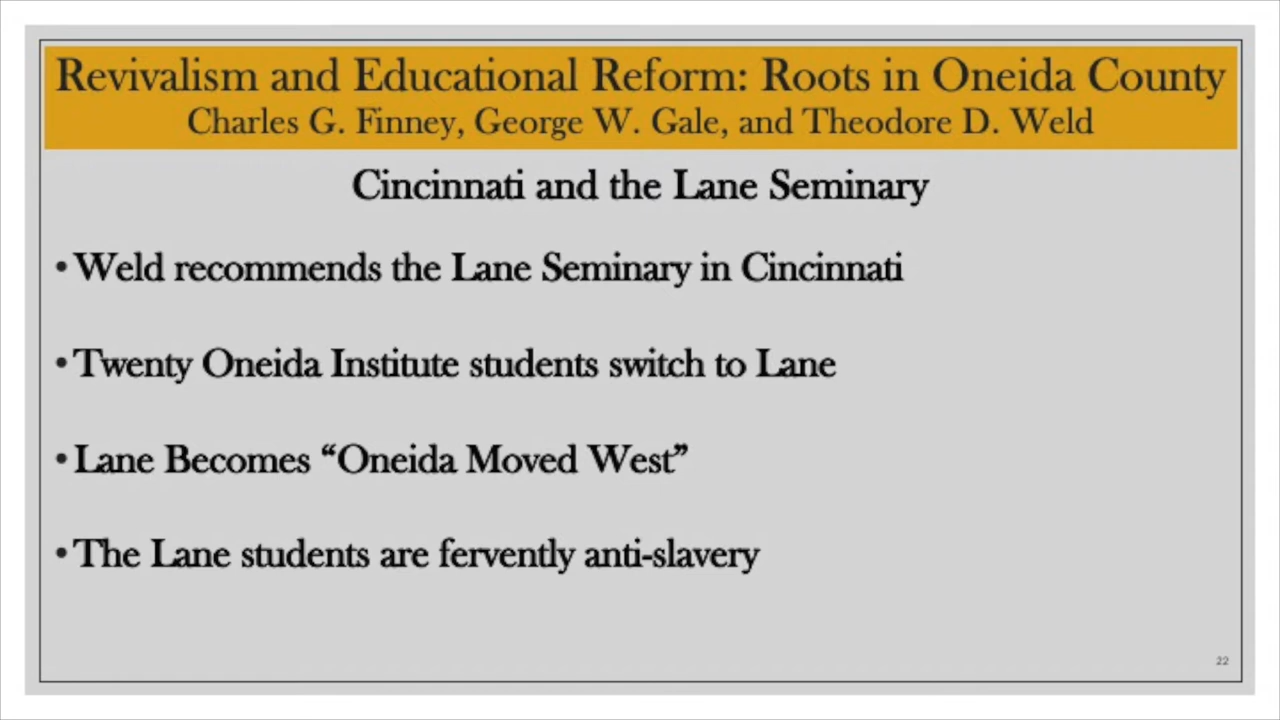 Revivalism and Educational Reform: Roots in Oneida County
Charles G. Finney, George W. Gale, and Theodore D. Weld
Cincinnati and the Lane Seminary
• Weld recommends the Lane Seminary in Cincinnati
• Twenty Oneida Institute students switch to Lane
• Lane Becomes “Oneida Moved West”
• The Lane students are fervently anti-slavery
22